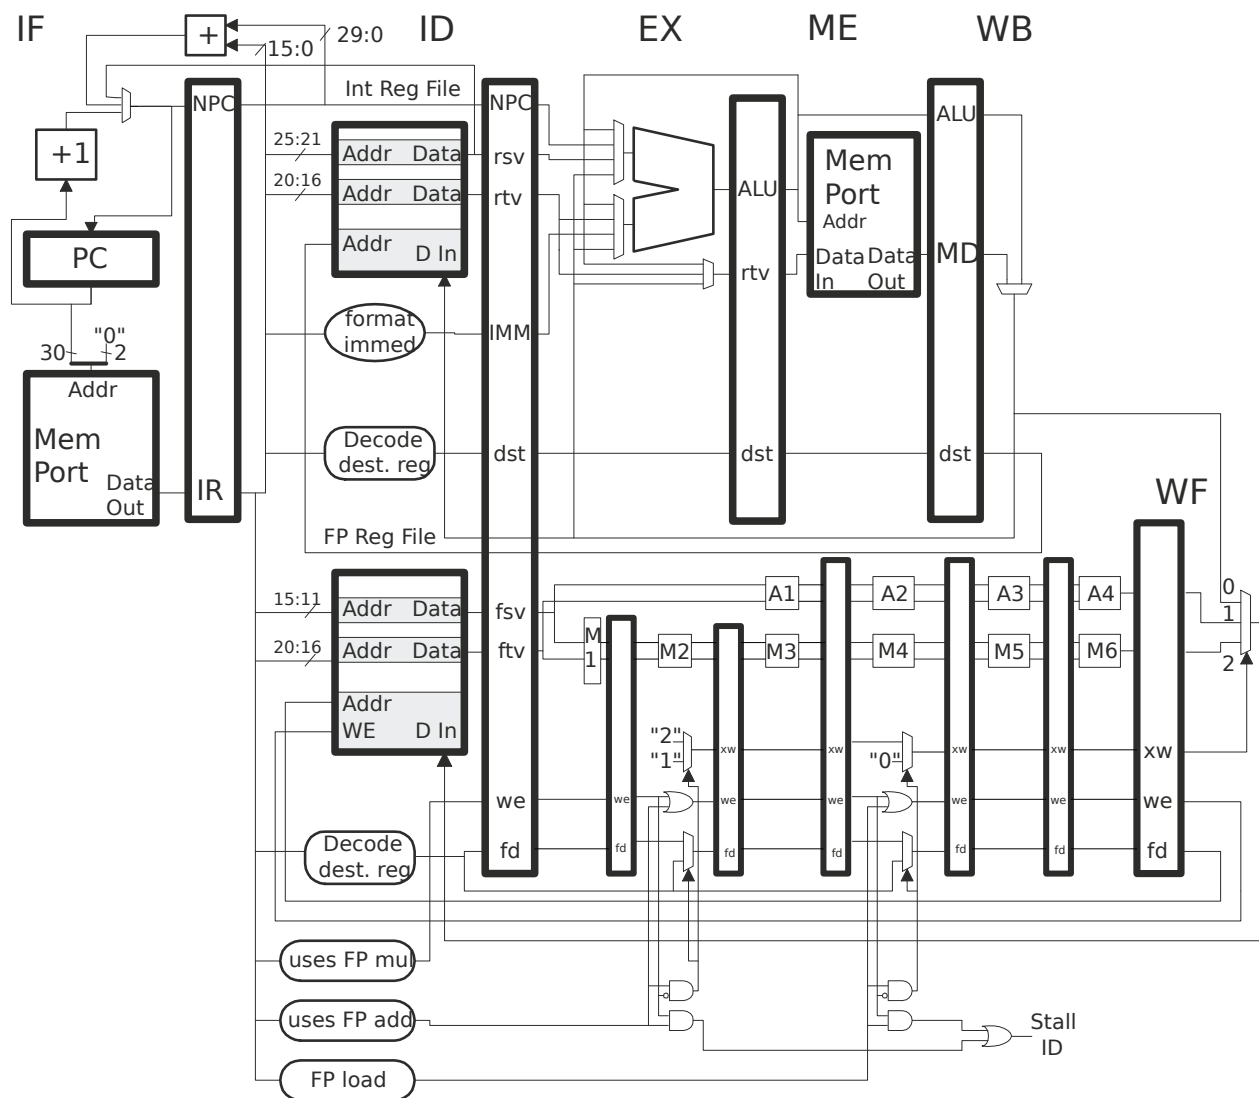 IF
ID
EX
ME
WB
+
15:0
29:0
Int Reg File
NPC
NPC
ALU
+1
25:21
Addr
Data
rsv
Mem
Port
20:16
Addr
Data
rtv
ALU
Addr
PC
Addr
D In
Data
In
Data
Out
MD
rtv
format
immed
IMM
30
"0"
2
Addr
Mem
Port
Data
Out
IR
Decode
dest. reg
dst
dst
dst
WF
FP Reg File
15:11
Addr
Data
fsv
A1
A2
A3
A4
0
1
20:16
Addr
Data
ftv
M
1
M2
M3
M4
M5
M6
2
Addr
WE
D In
"2"
"1"
xw
xw
"0"
xw
xw
xw
we
we
we
we
we
we
we
Decode
dest. reg
fd
fd
fd
fd
fd
fd
fd
uses FP mul
uses FP add
Stall
ID
FP load